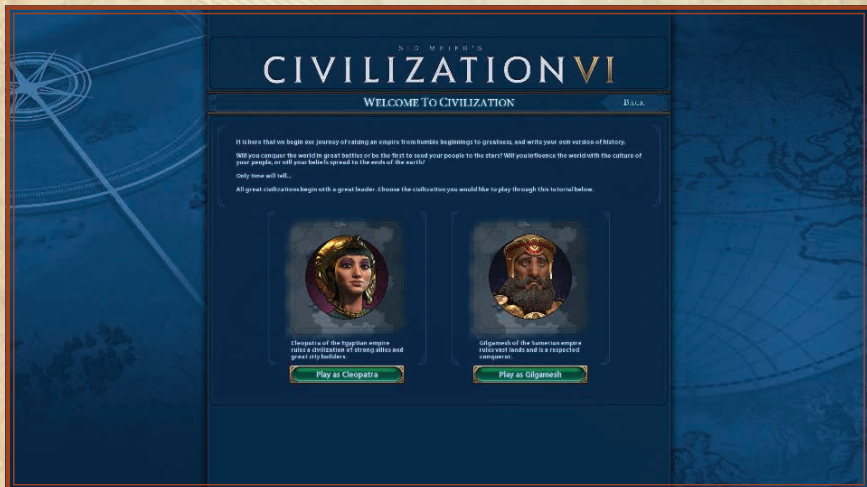 SID MEIER'S
CIVILIZATION VI
WELCOME TO CIVILIZATION
BACK
It is here that we begin our journey of raising an empire from humble beginnings to greatness, and write your own version of history.
Will you conquer the world in great battles or be the first to send your people to the stars? Will you influence the world with the culture of
your people, or will your beliefs spread to the ends of the earth?
Only time will tell...
All great civilizations begin with a great leader. Choose the civilization you would like to play through this tutorial below.
Cleopatra of the Egyptian empire
rules a civilization of strong allies and
great city builders.
Play as Cleopatra
Gilgamesh of the Sumerian empire
rules vast lands and is a respected
conqueror.
Play as Gilgamesh